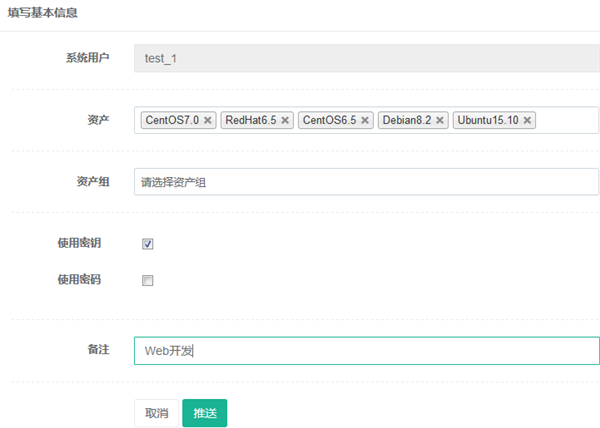 填写基本信息
系统用户 test_1
资产 CentOS7.0 RedHat6.5 CentOS6.5 Debian8.2 Ubuntu15.10
资产组 请选择资产组
使用密钥
使用密码
备注 Web开发
取消 推送